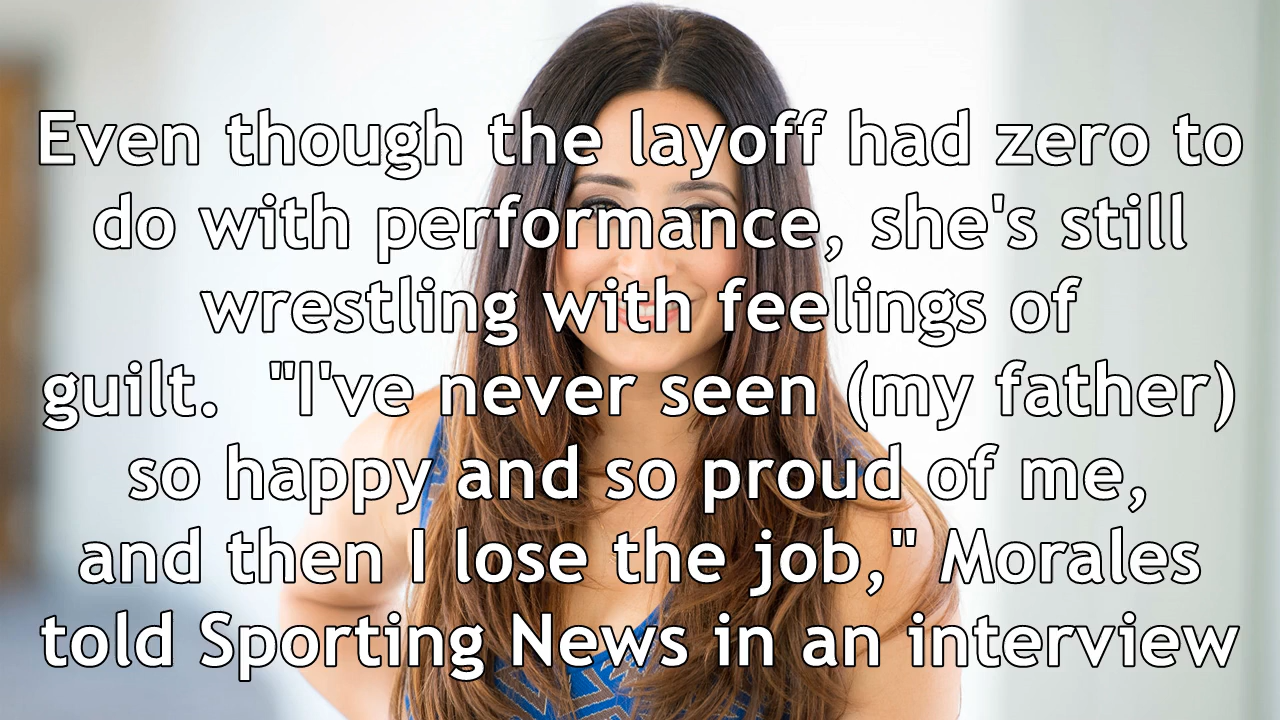 Even though the layoff had zero to
do with performance, she's still
wrestling with feelings of
guilt.  "I've never seen (my father)
so happy and so proud of me,
and then I lose the job," Morales
told Sporting News in an interview